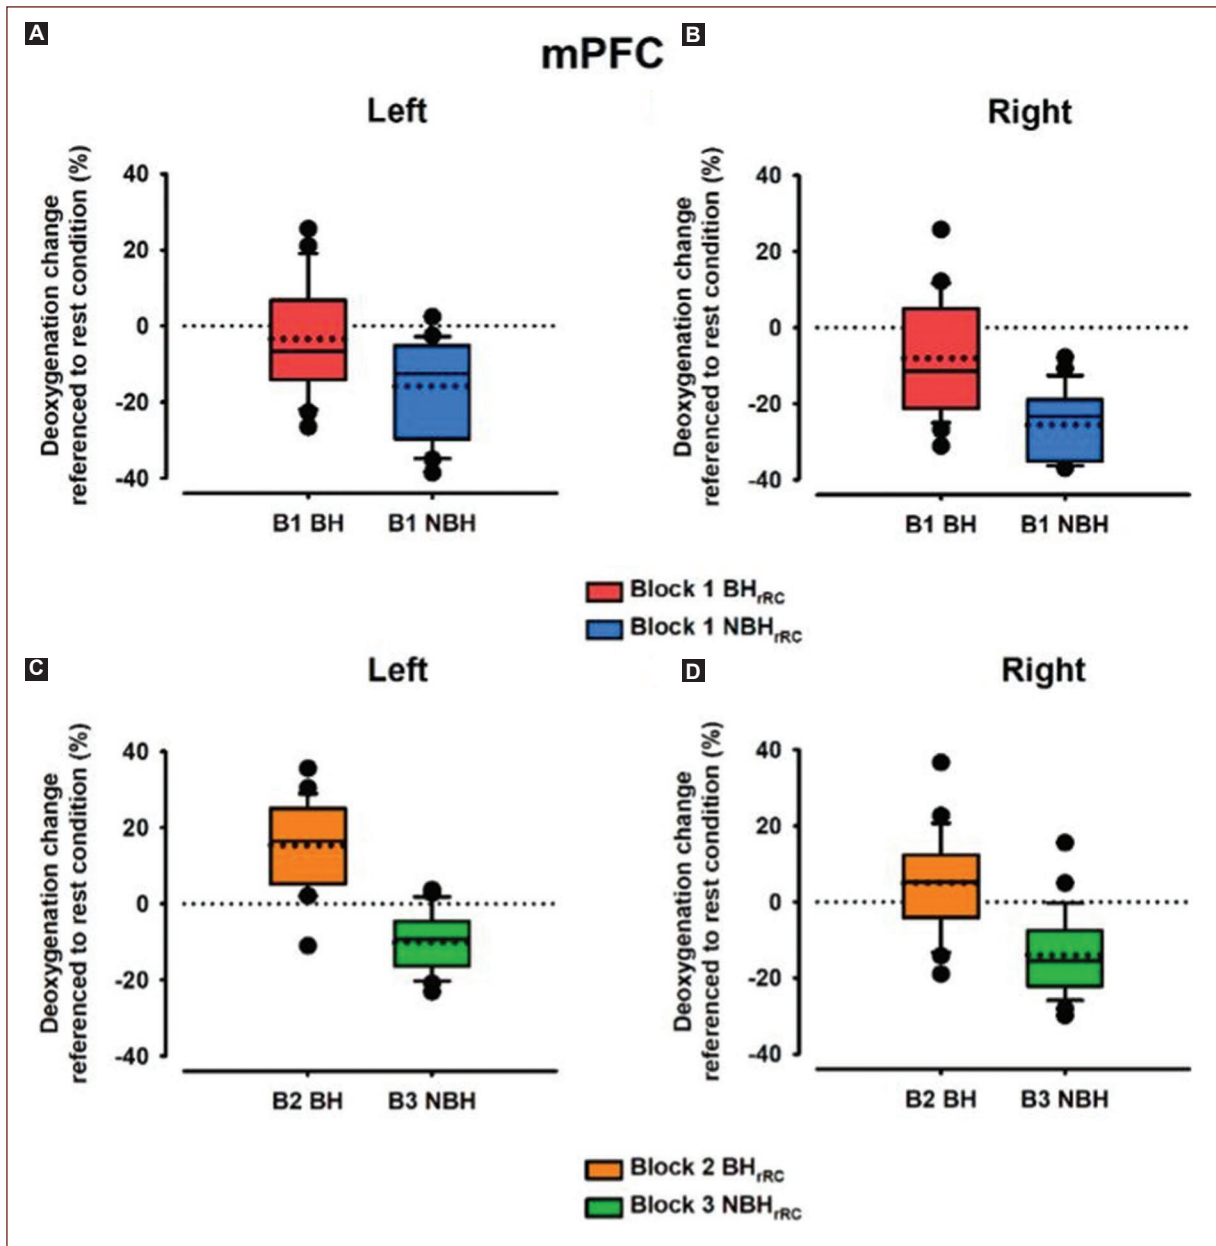 A
B
mPFC
Left
Right
Deoxygenation change
referenced to rest condition (%)
40
20
0
-20
-40
B1 BH
B1 NBH
Deoxygenation change
referenced to rest condition (%)
40
20
0
-20
-40
B1 BH
B1 NBH
Block 1 BHrRC
Block 1 NBHrRC
C
D
Left
Right
Deoxygenation change
referenced to rest condition (%)
40
20
0
-20
-40
B2 BH
B3 NBH
Deoxygenation change
referenced to rest condition (%)
40
20
0
-20
-40
B2 BH
B3 NBH
Block 2 BHrRC
Block 3 NBHrRC